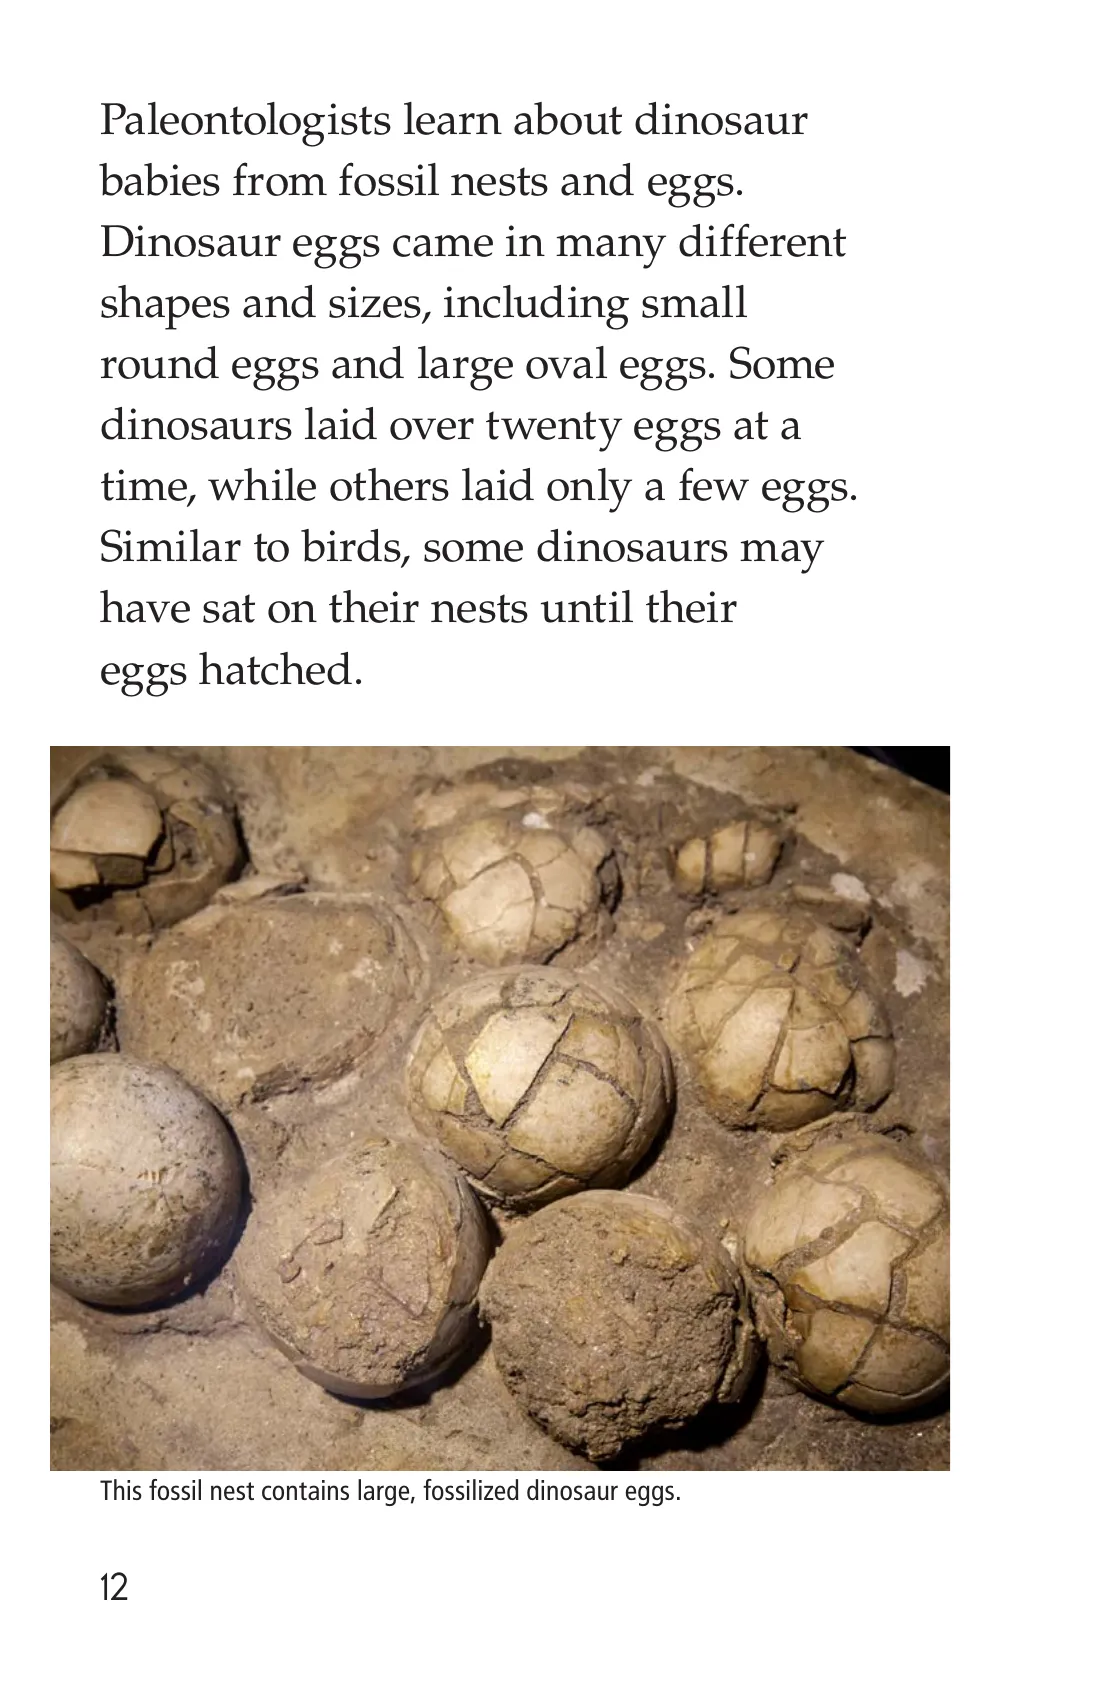 Paleontologists learn about dinosaur
babies from fossil nests and eggs.
Dinosaur eggs came in many different
shapes and sizes, including small
round eggs and large oval eggs. Some
dinosaurs laid over twenty eggs at a
time, while others laid only a few eggs.
Similar to birds, some dinosaurs may
have sat on their nests until their
eggs hatched.
This fossil nest contains large, fossilized dinosaur eggs.
12